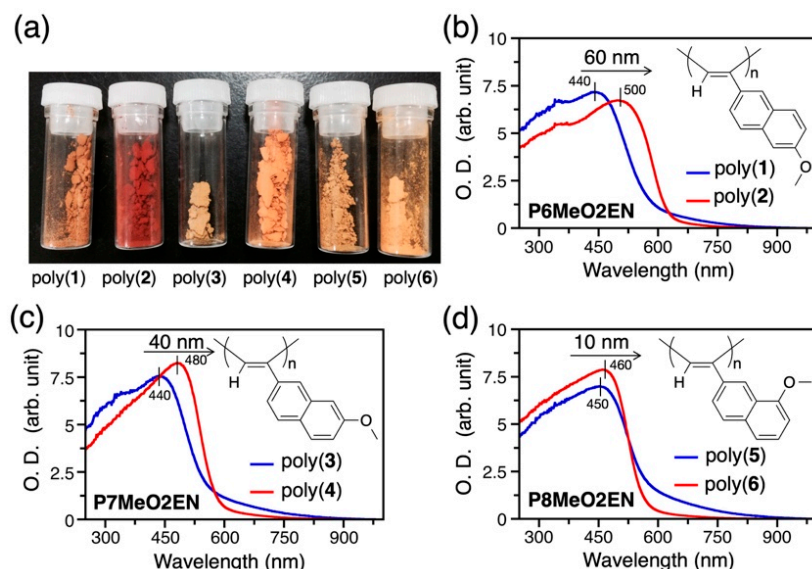 (a)
poly(1) poly(2) poly(3) poly(4) poly(5) poly(6)
(b)
O. D. (arb. unit)
10
7.5
5
2.5
0
60 nm
440
500
H
n
O
poly(1)
poly(2)
P6MeO2EN
300 450 600 750 900
Wavelength (nm)
(c)
O. D. (arb. unit)
10
7.5
5
2.5
0
40 nm
480
440
H
n
O
poly(3)
poly(4)
P7MeO2EN
300 450 600 750 900
Wavelength (nm)
(d)
O. D. (arb. unit)
10
7.5
5
2.5
0
10 nm
460
450
H
n
O
poly(5)
poly(6)
P8MeO2EN
300 450 600 750 900
Wavelength (nm)